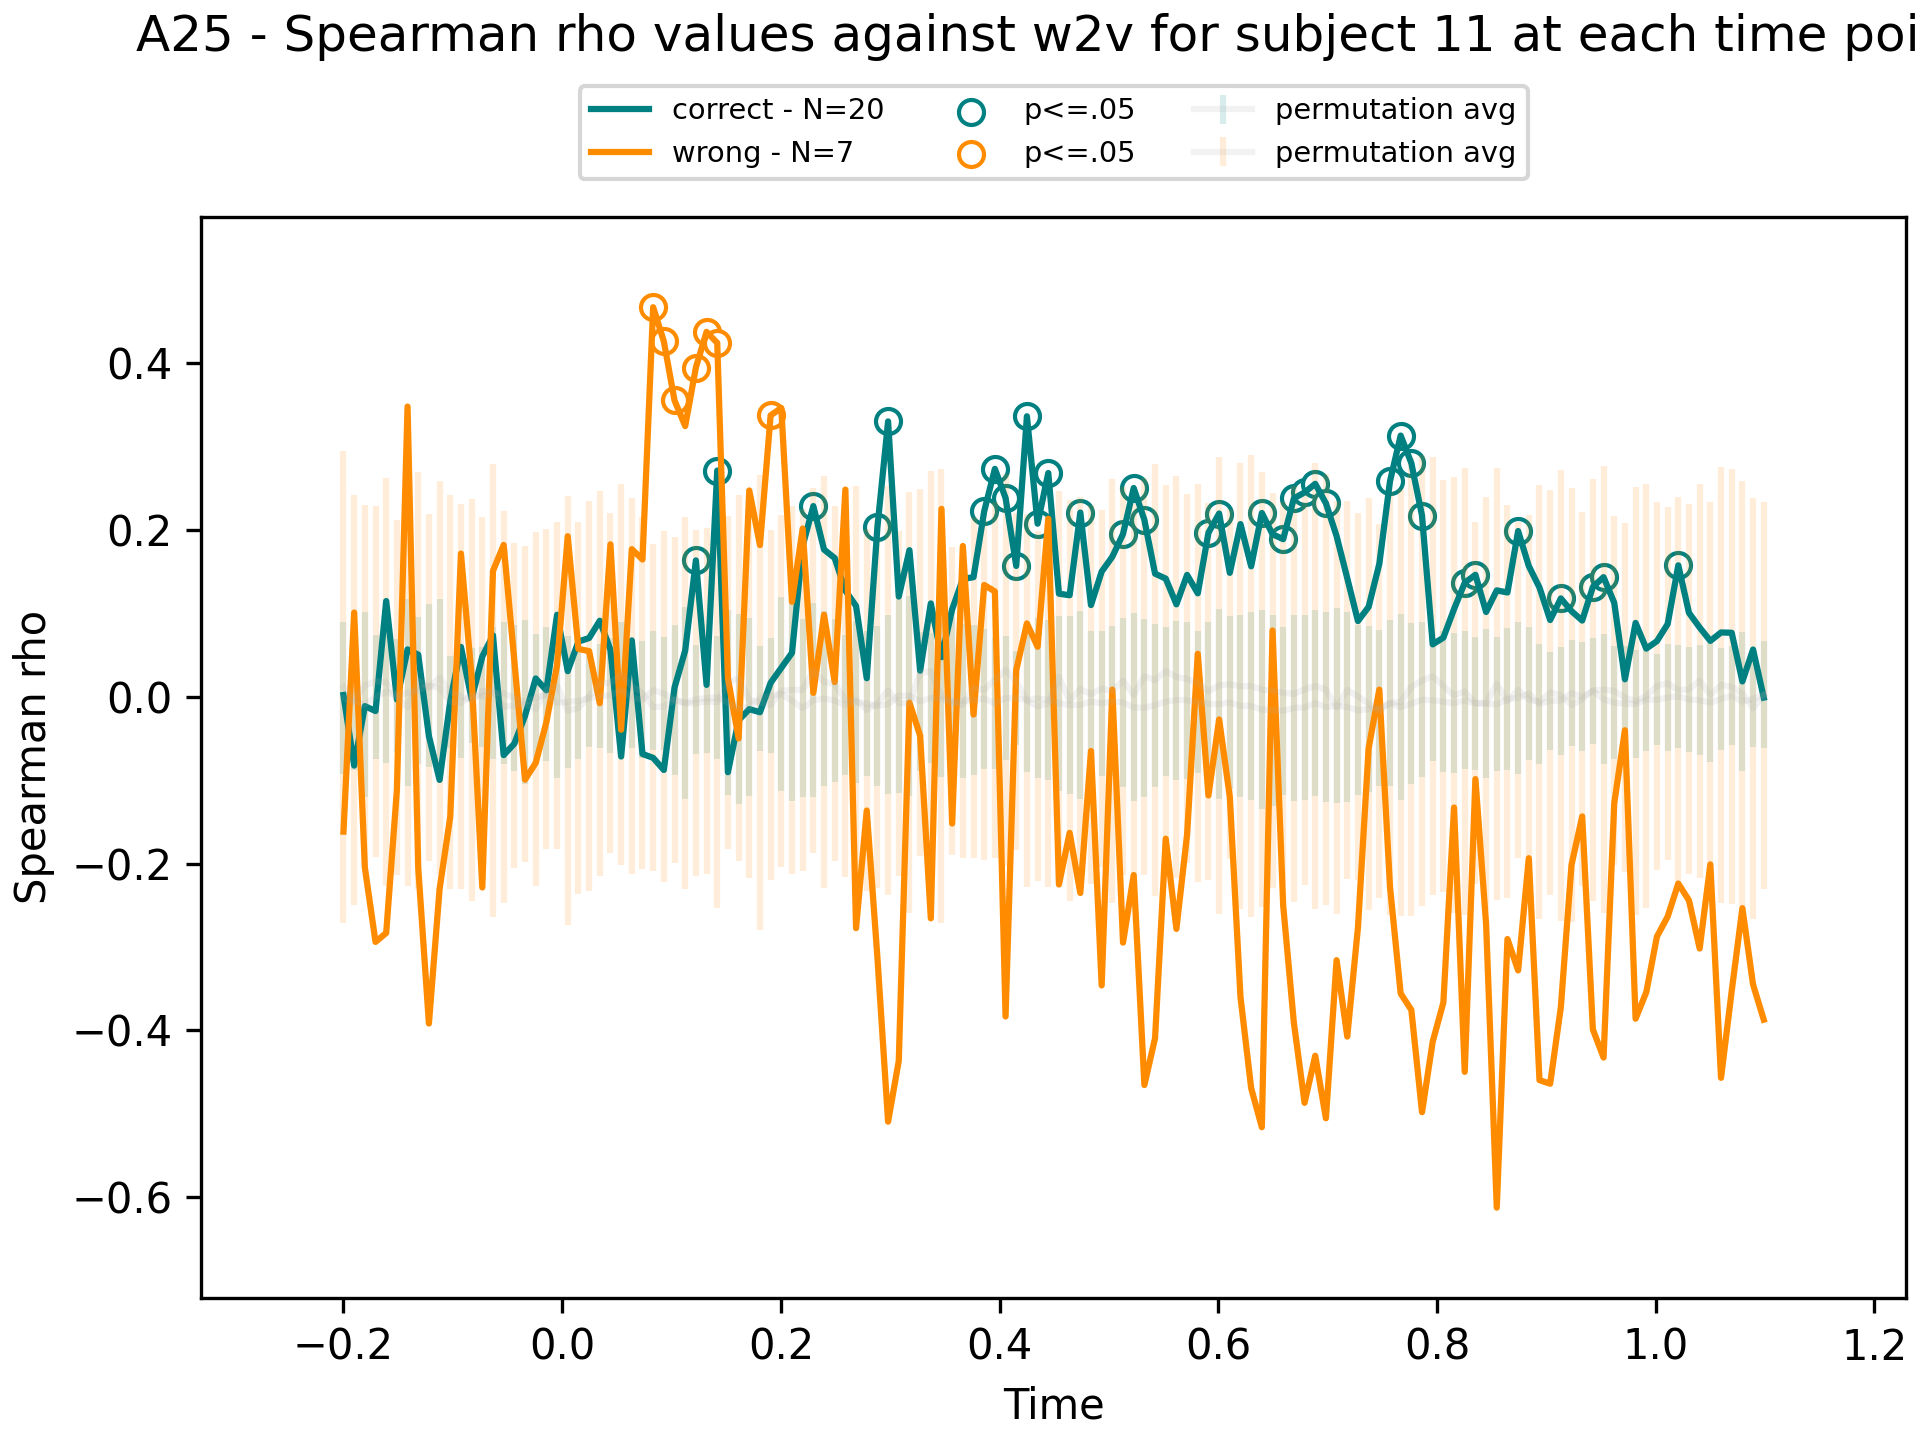 A25 - Spearman rho values against w2v for subject 11 at each time poi
correct - N=20 p<=.05 permutation avg
wrong - N=7 p<=.05 permutation avg
Spearman rho
0.4
0.2
0.0
−0.2
−0.4
−0.6
−0.2 0.0 0.2 0.4 0.6 0.8 1.0 1.2
Time